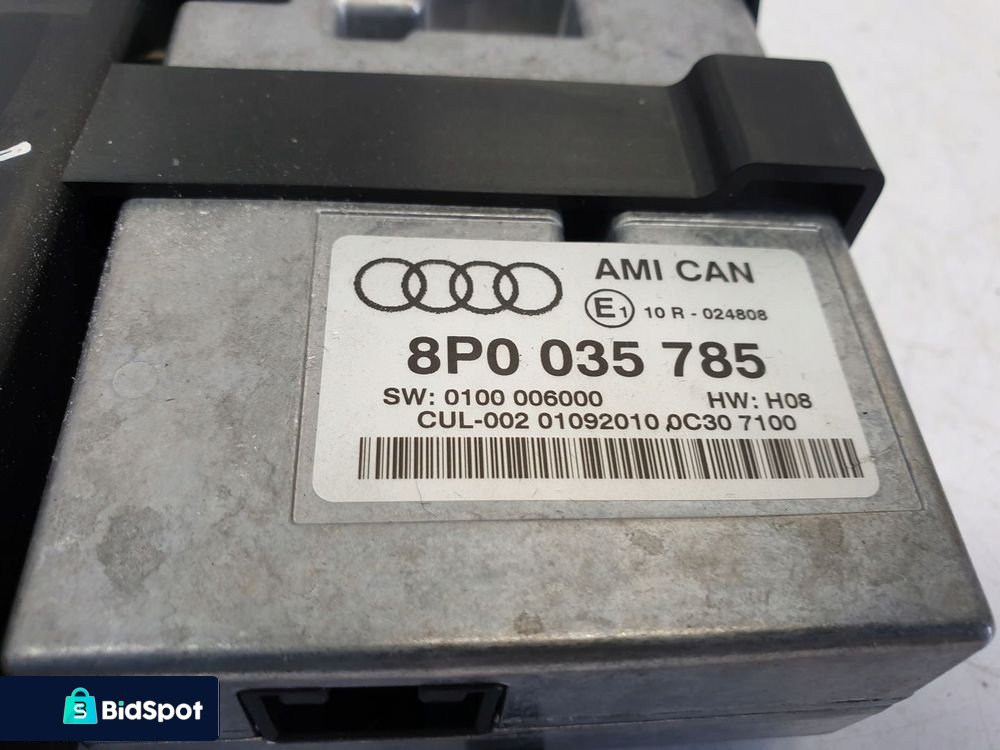 AMI CAN
E1 10 R - 024808
8P0 035 785
SW: 0100 006000 HW: H08
CUL-002 01092010 0C30 7100
BidSpot